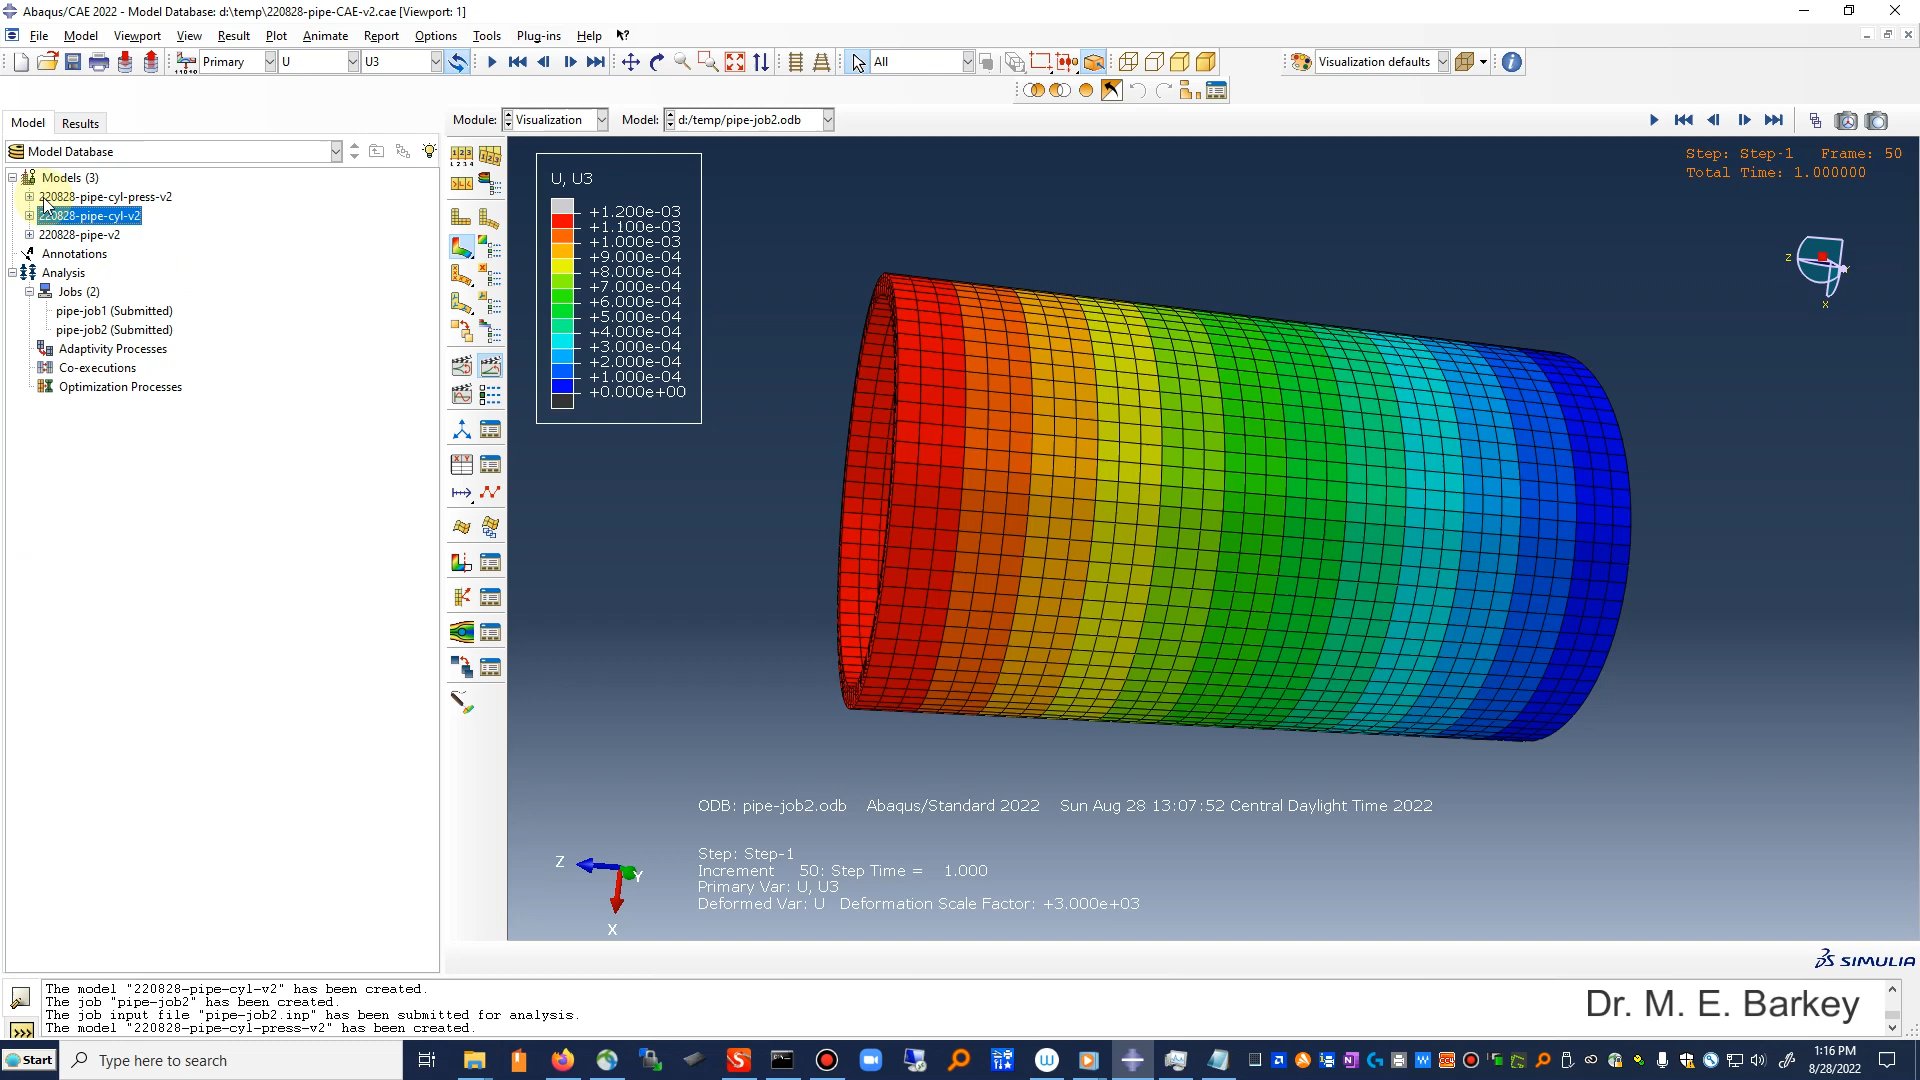 Abaqus/CAE 2022 - Model Database: d:\temp\220828-pipe-CAE-v2.cae [Viewport: 1]
File Model Viewport View Result Plot Animate Report Options Tools Plug-ins Help
Primary U U3 All Visualization defaults
Model Results
Module: Visualization Model: d:/temp/pipe-job2.odb
Model Database
Models (3)
220828-pipe-cyl-press-v2
220828-pipe-cyl-v2
220828-pipe-v2
Annotations
Analysis
Jobs (2)
pipe-job1 (Submitted)
pipe-job2 (Submitted)
Adaptivity Processes
Co-executions
Optimization Processes
U, U3
+1.200e-03
+1.100e-03
+1.000e-03
+9.000e-04
+8.000e-04
+7.000e-04
+6.000e-04
+5.000e-04
+4.000e-04
+3.000e-04
+2.000e-04
+1.000e-04
+0.000e+00
Step: Step-1 Frame: 50
Total Time: 1.000000
Z
X
ODB: pipe-job2.odb Abaqus/Standard 2022 Sun Aug 28 13:07:52 Central Daylight Time 2022
Step: Step-1
Increment 50: Step Time = 1.000
Primary Var: U, U3
Deformed Var: U Deformation Scale Factor: +3.000e+03
Z
Y
X
SIMULIA
The model "220828-pipe-cyl-v2" has been created.
The job "pipe-job2" has been created.
The job input file "pipe-job2.inp" has been submitted for analysis.
The model "220828-pipe-cyl-press-v2" has been created.
Dr. M. E. Barkey
Start Type here to search
1:16 PM
8/28/2022